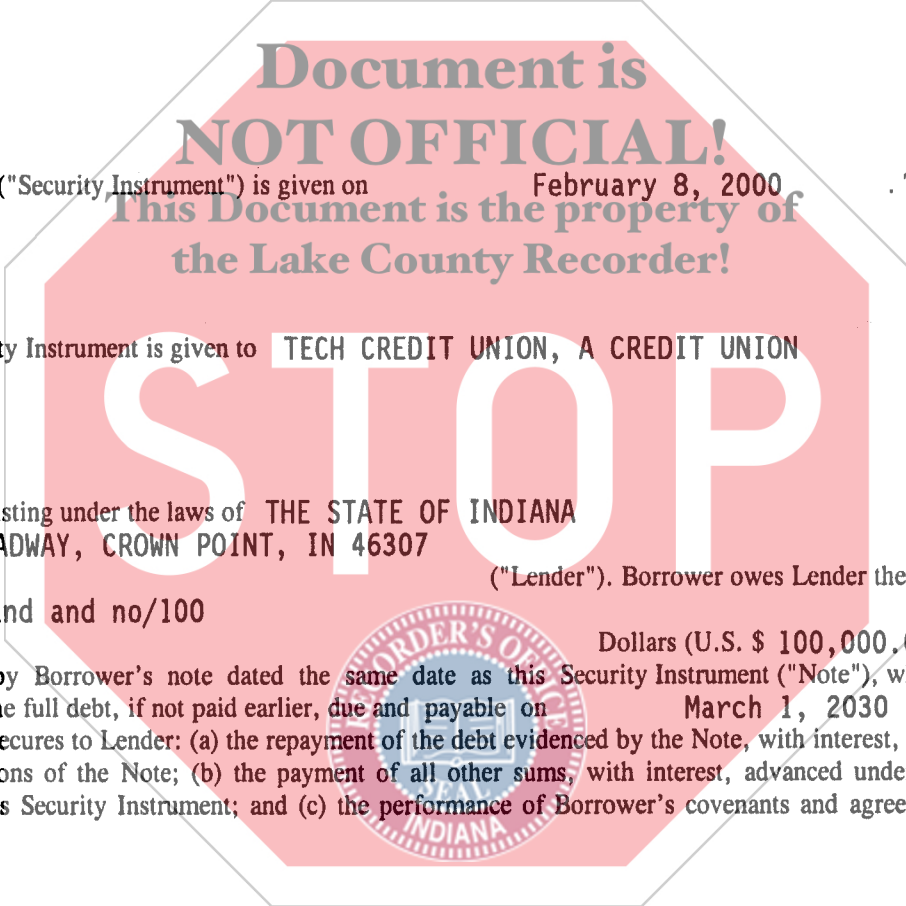 Document is
NOT OFFICIAL!
("Security Instrument") is given on February 8, 2000 .
This Document is the property of
the Lake County Recorder!
ty Instrument is given to TECH CREDIT UNION, A CREDIT UNION
STOP
sting under the laws of THE STATE OF INDIANA
ADWAY, CROWN POINT, IN 46307
("Lender"). Borrower owes Lender the
nd and no/100
RECORDER'S OFFICE
Dollars (U.S. $ 100,000.
by Borrower's note dated the same date as this Security Instrument ("Note"), w
e full debt, if not paid earlier, due and payable on March 1, 2030
ecures to Lender: (a) the repayment of the debt evidenced by the Note, with interest,
ons of the Note; (b) the payment of all other sums, with interest, advanced unde
SEAL
s Security Instrument; and (c) the performance of Borrower's covenants and agree
INDIANA